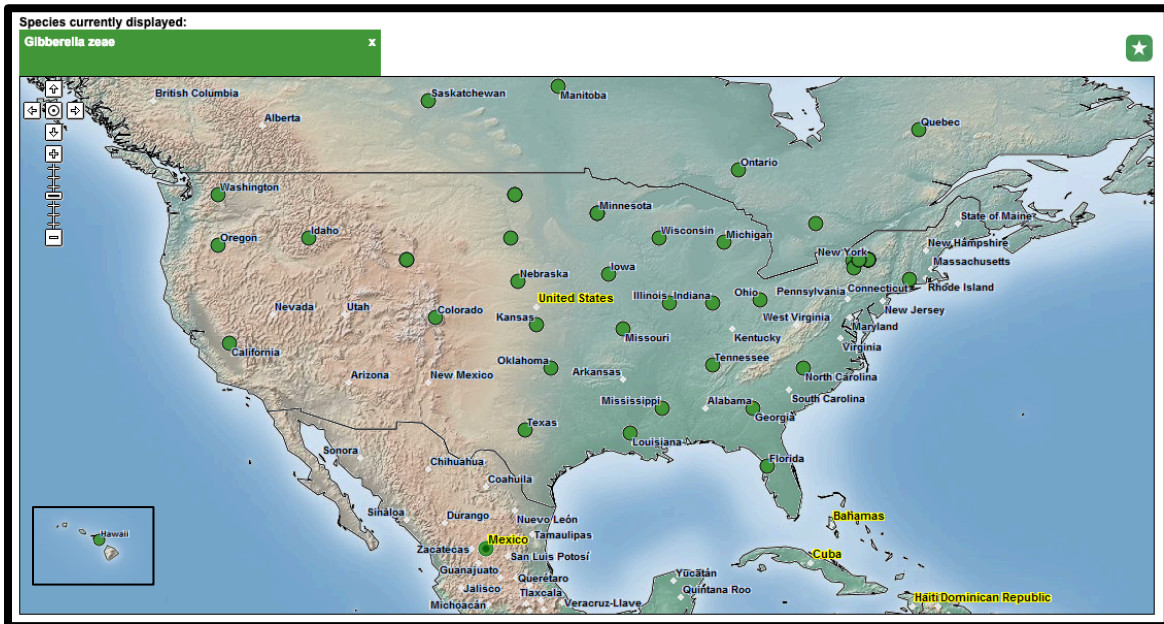 Species currently displayed:
Gibberella zeae x
British Columbia
Alberta
Saskatchewan
Manitoba
Ontario
Quebec
Washington
Oregon
Idaho
Minnesota
Wisconsin
Michigan
New York
State of Maine
New Hampshire
Massachusetts
Rhode Island
Connecticut
Pennsylvania
New Jersey
Nebraska
Iowa
United States
Illinois
Indiana
Ohio
West Virginia
Maryland
Virginia
Nevada
Utah
Colorado
Kansas
Missouri
Kentucky
California
Arizona
New Mexico
Oklahoma
Arkansas
Tennessee
North Carolina
South Carolina
Mississippi
Alabama
Georgia
Texas
Louisiana
Florida
Sonora
Chihuahua
Coahuila
Sinaloa
Durango
Nuevo León
Tamaulipas
Mexico
Zacatecas
San Luis Potosí
Guanajuato
Querétaro
Jalisco
Tlaxcala
Michoacán
Veracruz-Llave
Yucatán
Quintana Roo
Bahamas
Cuba
Haiti
Dominican Republic
Hawaii